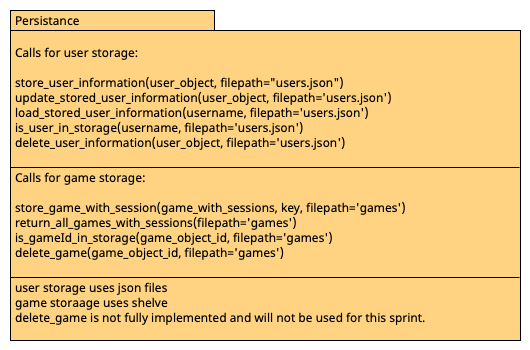 Persistance
Calls for user storage:
store_user_information(user_object, filepath="users.json")
update_stored_user_information(user_object, filepath='users.json')
load_stored_user_information(username, filepath='users.json')
is_user_in_storage(username, filepath='users.json')
delete_user_information(user_object, filepath='users.json')
Calls for game storage:
store_game_with_session(game_with_sessions, key, filepath='games')
return_all_games_with_sessions(filepath='games')
is_gameId_in_storage(game_object_id, filepath='games')
delete_game(game_object_id, filepath='games')
user storage uses json files
game storaage uses shelve
delete_game is not fully implemented and will not be used for this sprint.